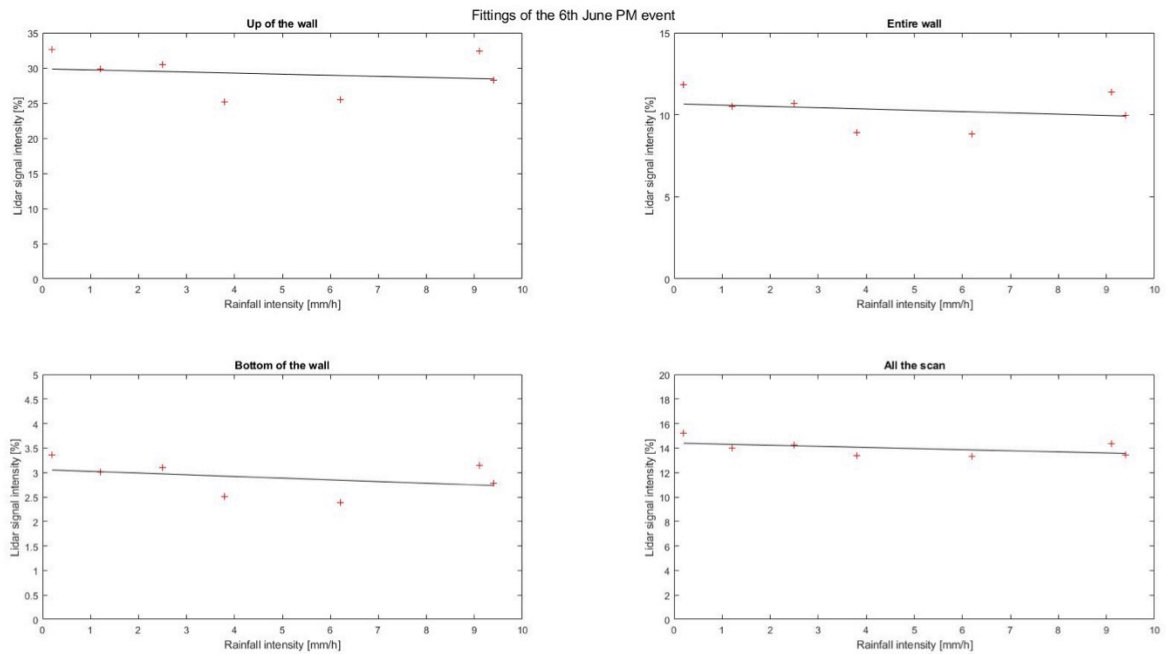 Fittings of the 6th June PM event
Up of the wall
Lidar signal intensity [%]
35
30
25
20
15
10
5
0
0 1 2 3 4 5 6 7 8 9 10
Rainfall intensity [mm/h]
Entire wall
Lidar signal intensity [%]
15
10
5
0
0 1 2 3 4 5 6 7 8 9 10
Rainfall intensity [mm/h]
Bottom of the wall
Lidar signal intensity [%]
5
4.5
4
3.5
3
2.5
2
1.5
1
0.5
0
0 1 2 3 4 5 6 7 8 9 10
Rainfall intensity [mm/h]
All the scan
Lidar signal intensity [%]
20
18
16
14
12
10
8
6
4
2
0
0 1 2 3 4 5 6 7 8 9 10
Rainfall intensity [mm/h]